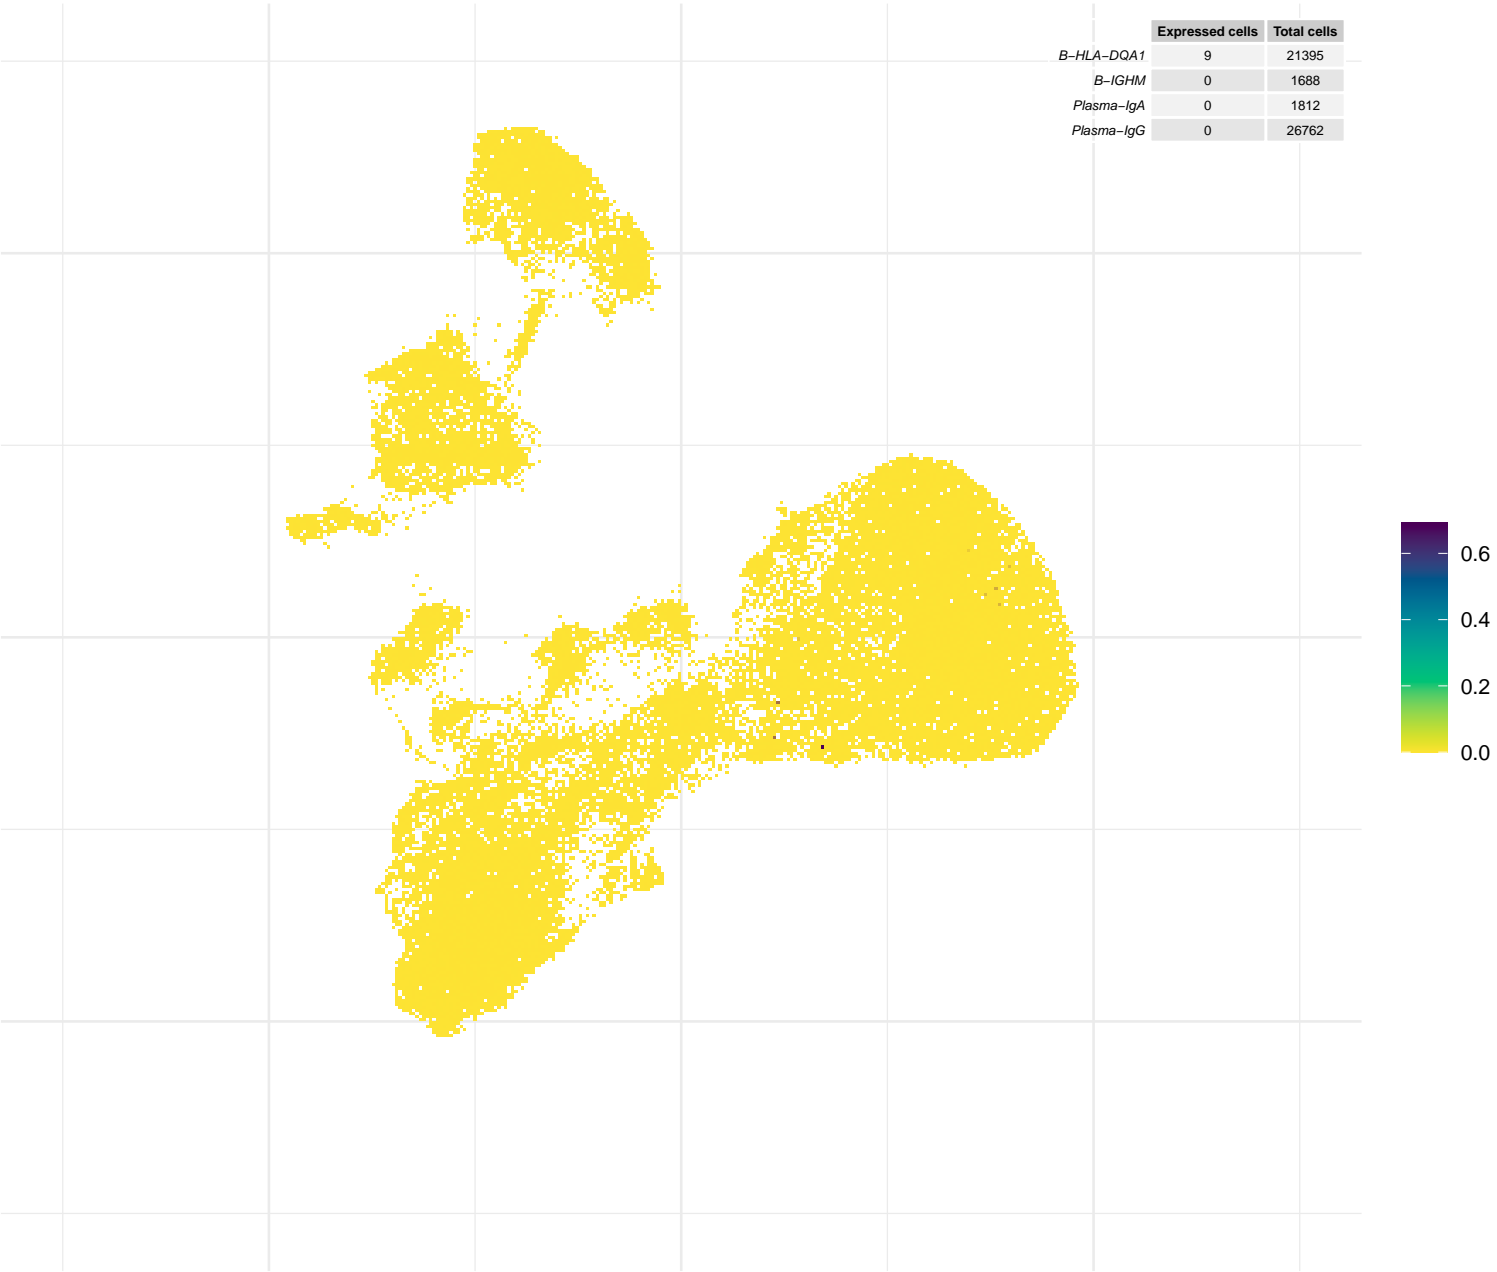 Expressed cells Total cells
B−HLA−DQA1 9 21395
B−IGHM 0 1688
Plasma−IgA 0 1812
Plasma−IgG 0 26762
0.6
0.4
0.2
0.0